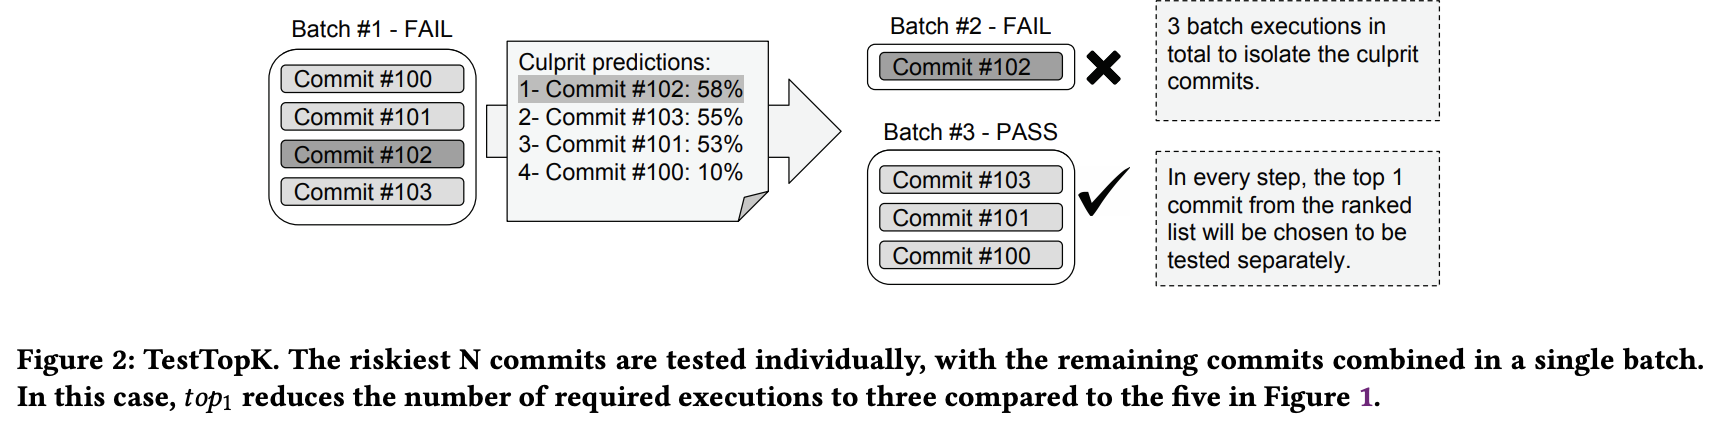 Batch #1 - FAIL
Commit #100
Commit #101
Commit #102
Commit #103
Culprit predictions:
1- Commit #102: 58%
2- Commit #103: 55%
3- Commit #101: 53%
4- Commit #100: 10%
Batch #2 - FAIL
Commit #102
Batch #3 - PASS
Commit #103
Commit #101
Commit #100
3 batch executions in
total to isolate the culprit
commits.
In every step, the top 1
commit from the ranked
list will be chosen to be
tested separately.
Figure 2: TestTopK. The riskiest N commits are tested individually, with the remaining commits combined in a single batch.
In this case, top₁ reduces the number of required executions to three compared to the five in Figure 1.